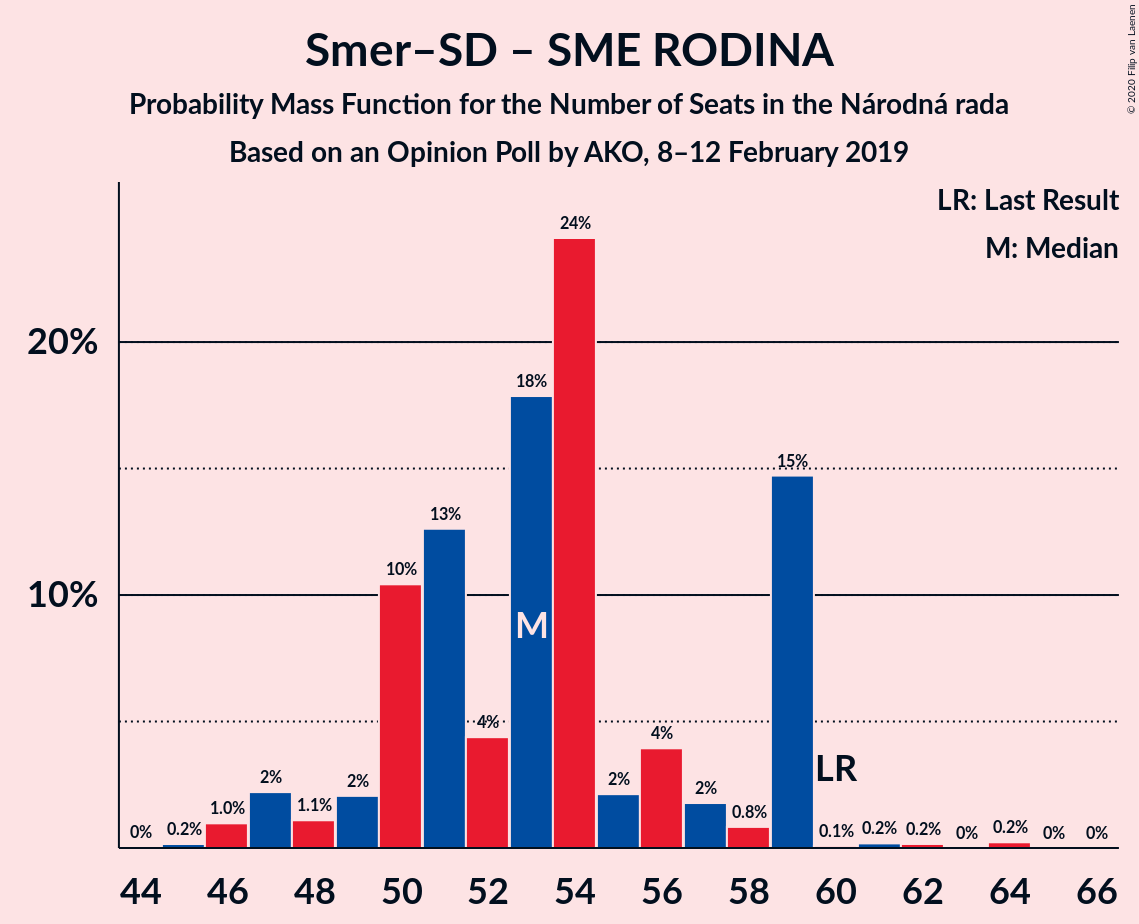 Smer–SD – SME RODINA
Probability Mass Function for the Number of Seats in the Národná rada
Based on an Opinion Poll by AKO, 8–12 February 2019
© 2020 Filip van Laenen
LR: Last Result
M: Median
20%
10%
0%
0.2%
1.0%
2%
1.1%
2%
10%
13%
4%
18%
24%
2%
4%
2%
0.8%
15%
0.1%
0.2%
0.2%
0%
0.2%
0%
0%
M
LR
44 46 48 50 52 54 56 58 60 62 64 66